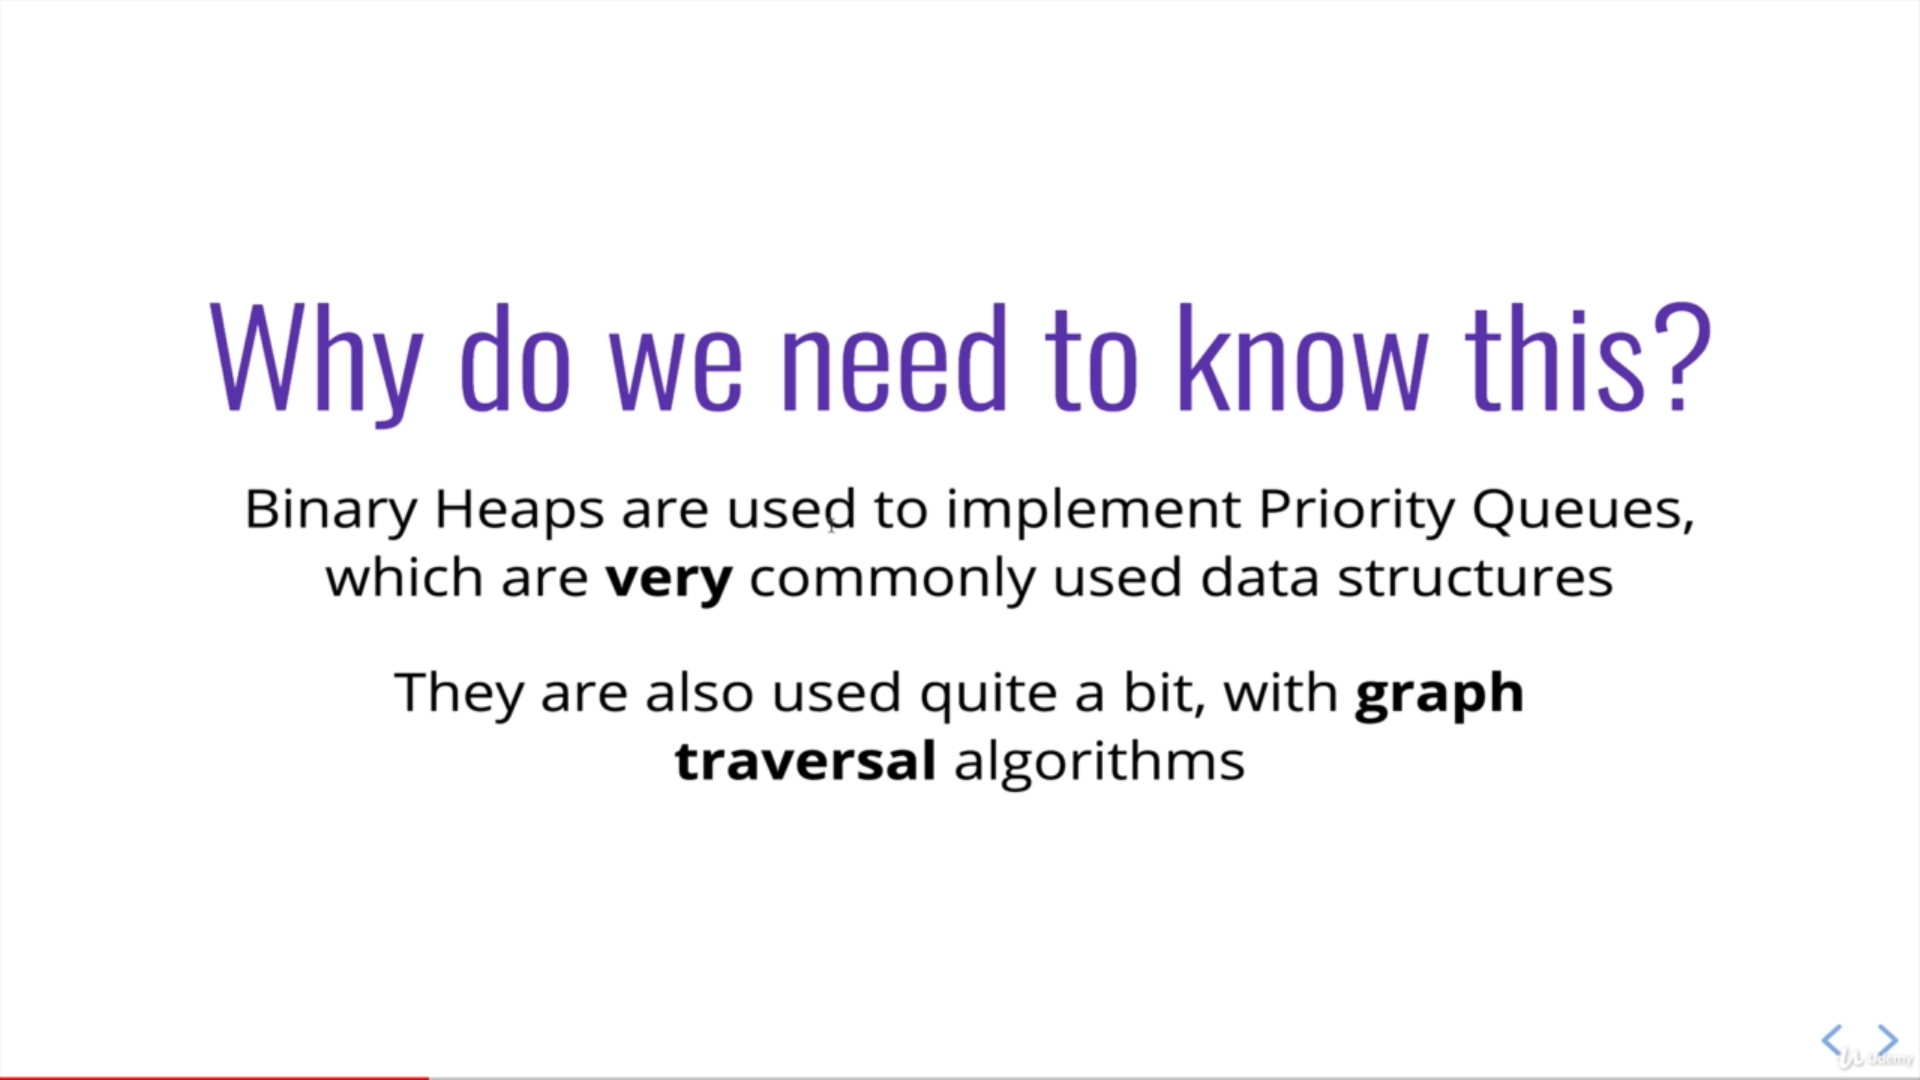 Why do we need to know this?
Binary Heaps are used to implement Priority Queues,
which are very commonly used data structures
They are also used quite a bit, with graph
traversal algorithms
Udemy